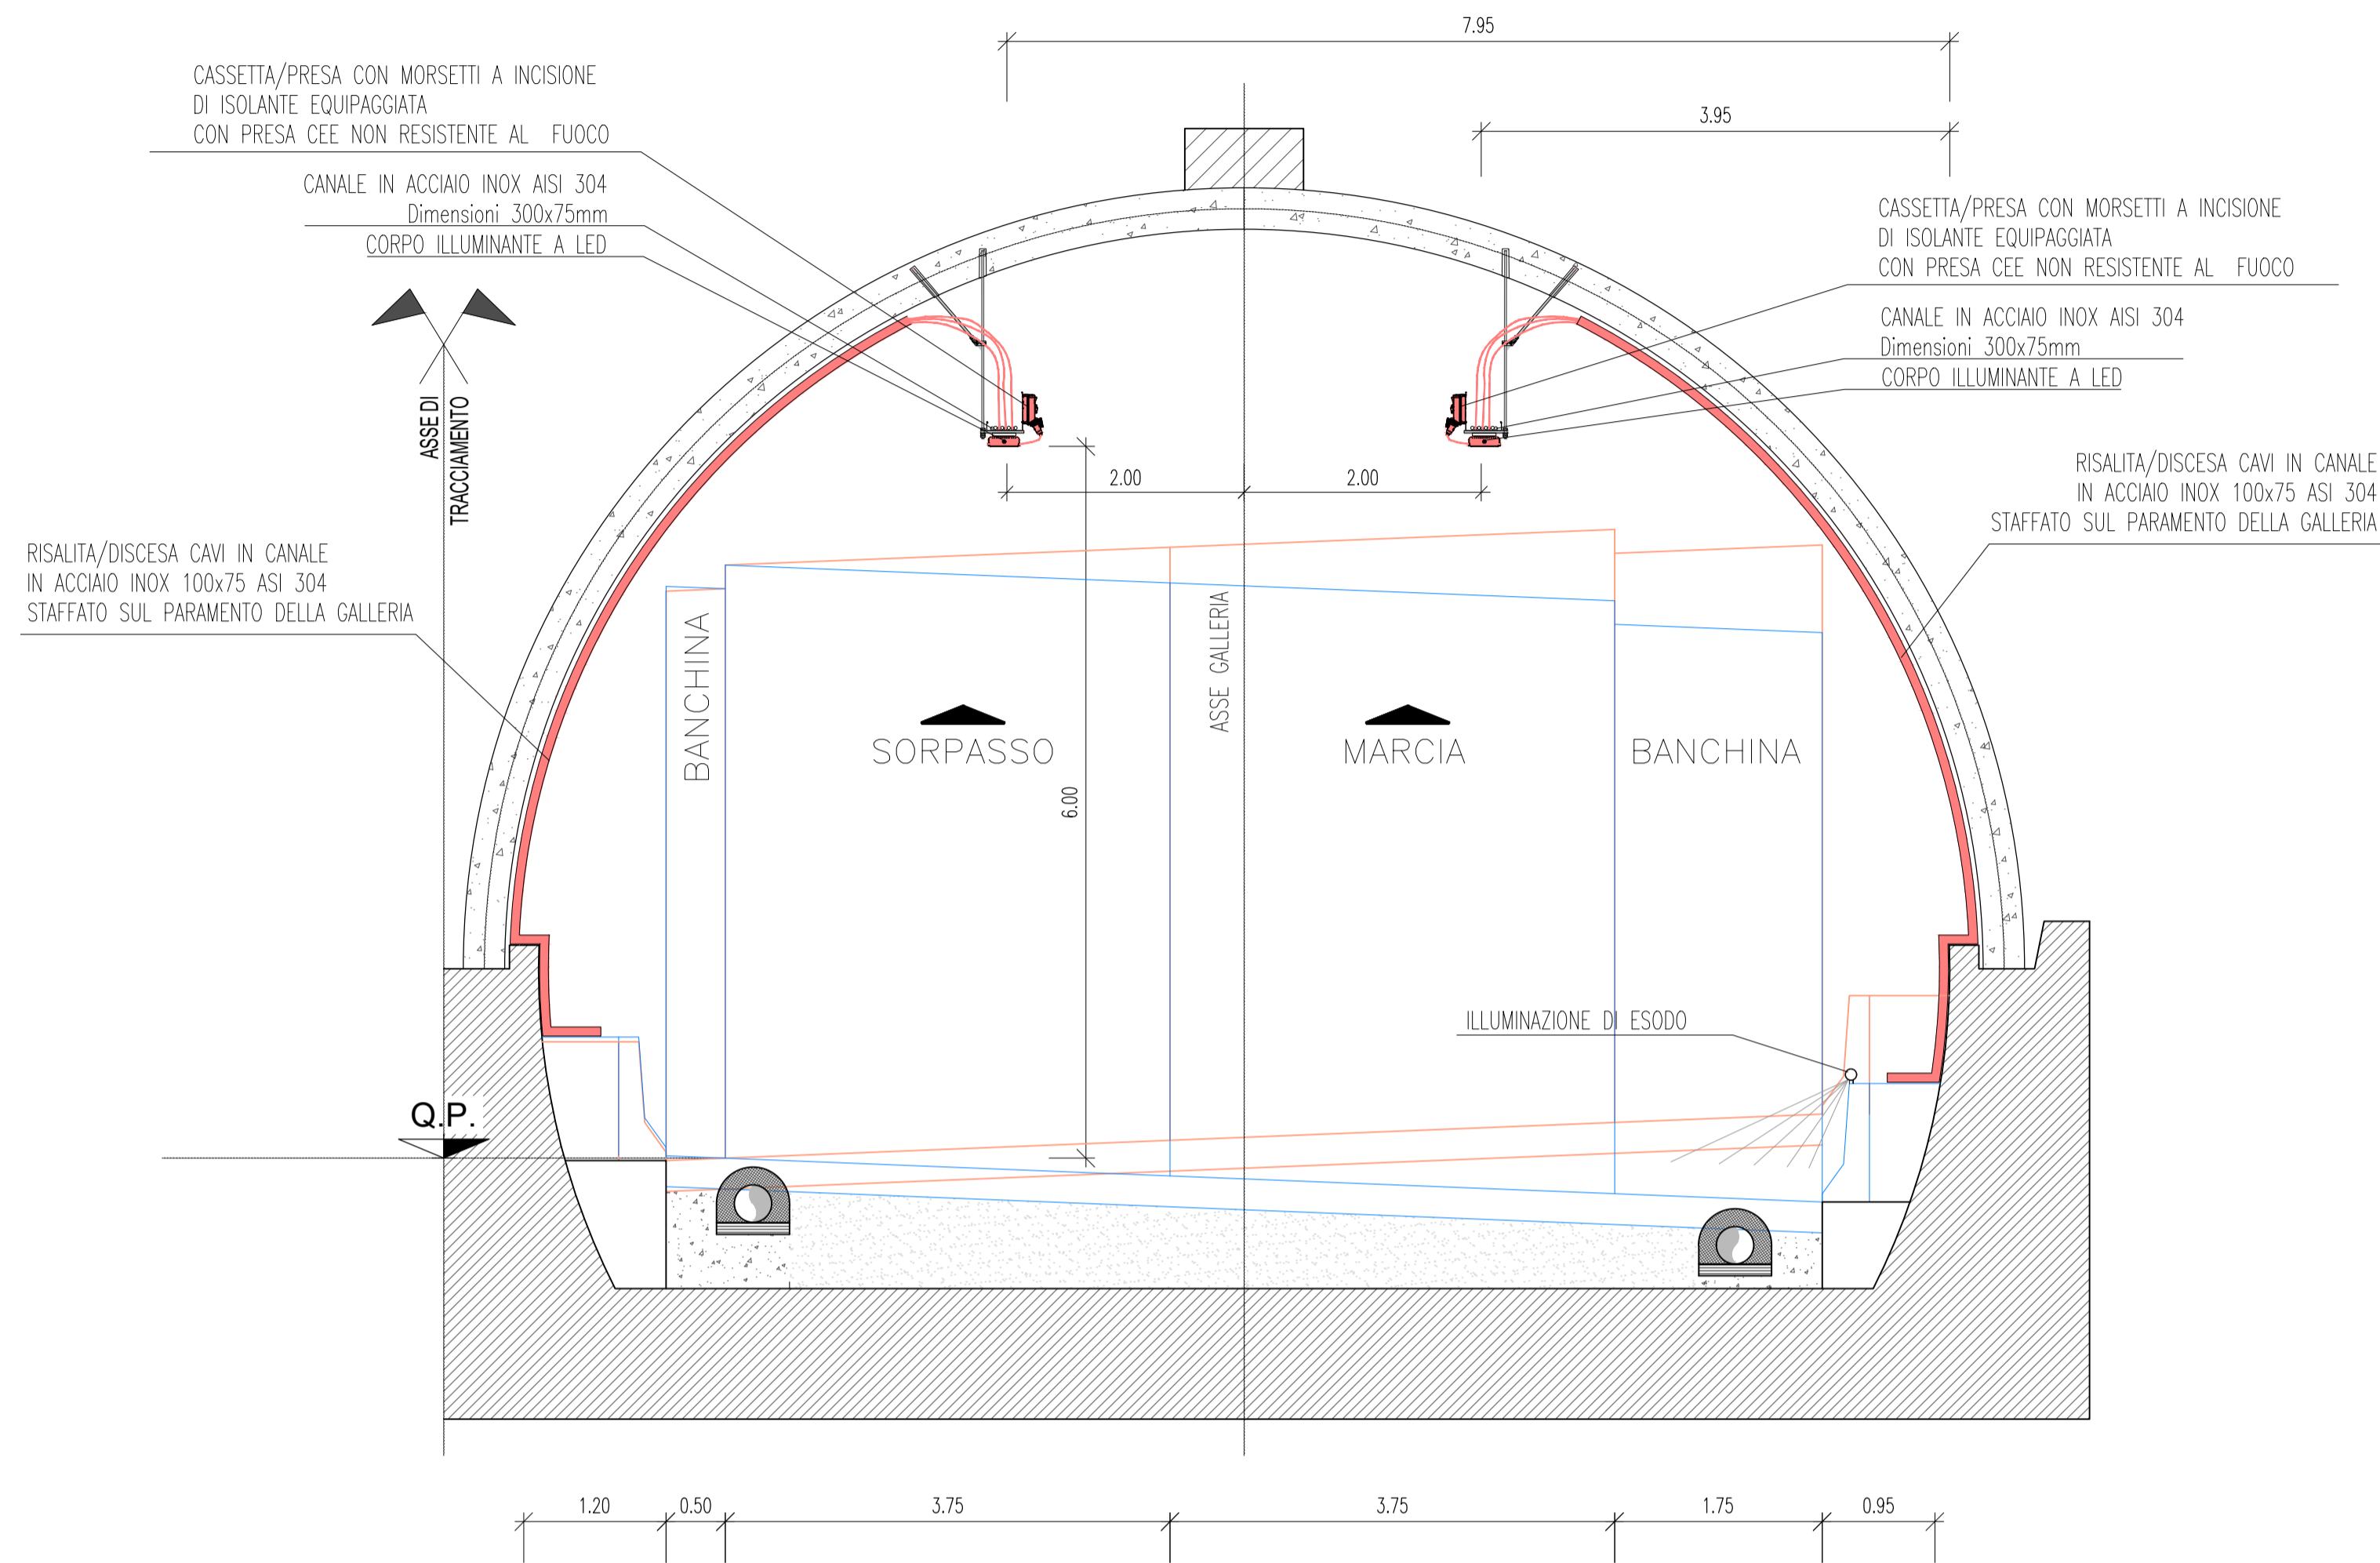 7.95
3.95
CASSETTA/PRESA CON MORSETTI A INCISIONE
DI ISOLANTE EQUIPAGGIATA
CON PRESA CEE NON RESISTENTE AL FUOCO
CANALE IN ACCIAIO INOX AISI 304
Dimensioni 300x75mm
CORPO ILLUMINANTE A LED
CASSETTA/PRESA CON MORSETTI A INCISIONE
DI ISOLANTE EQUIPAGGIATA
CON PRESA CEE NON RESISTENTE AL FUOCO
CANALE IN ACCIAIO INOX AISI 304
Dimensioni 300x75mm
CORPO ILLUMINANTE A LED
ASSE DI
TRACCIAMENTO
2.00
2.00
RISALITA/DISCESA CAVI IN CANALE
IN ACCIAIO INOX 100x75 ASI 304
STAFFATO SUL PARAMENTO DELLA GALLERIA
RISALITA/DISCESA CAVI IN CANALE
IN ACCIAIO INOX 100x75 ASI 304
STAFFATO SUL PARAMENTO DELLA GALLERIA
BANCHINA
SORPASSO
ASSE GALLERIA
MARCIA
BANCHINA
6.00
ILLUMINAZIONE DI ESODO
Q.P.
1.20
0.50
3.75
3.75
1.75
0.95